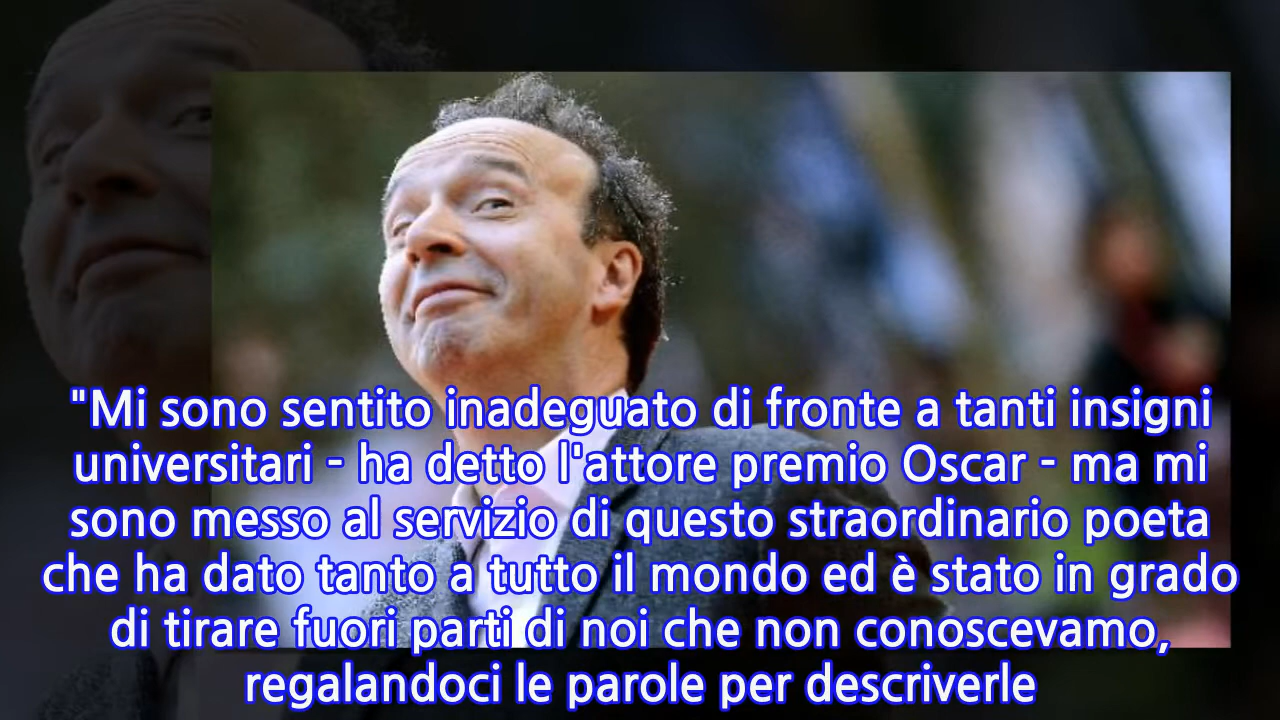 "Mi sono sentito inadeguato di fronte a tanti insigni
universitari - ha detto l'attore premio Oscar - ma mi
sono messo al servizio di questo straordinario poeta
che ha dato tanto a tutto il mondo ed è stato in grado
di tirare fuori parti di noi che non conoscevamo,
regalandoci le parole per descriverle